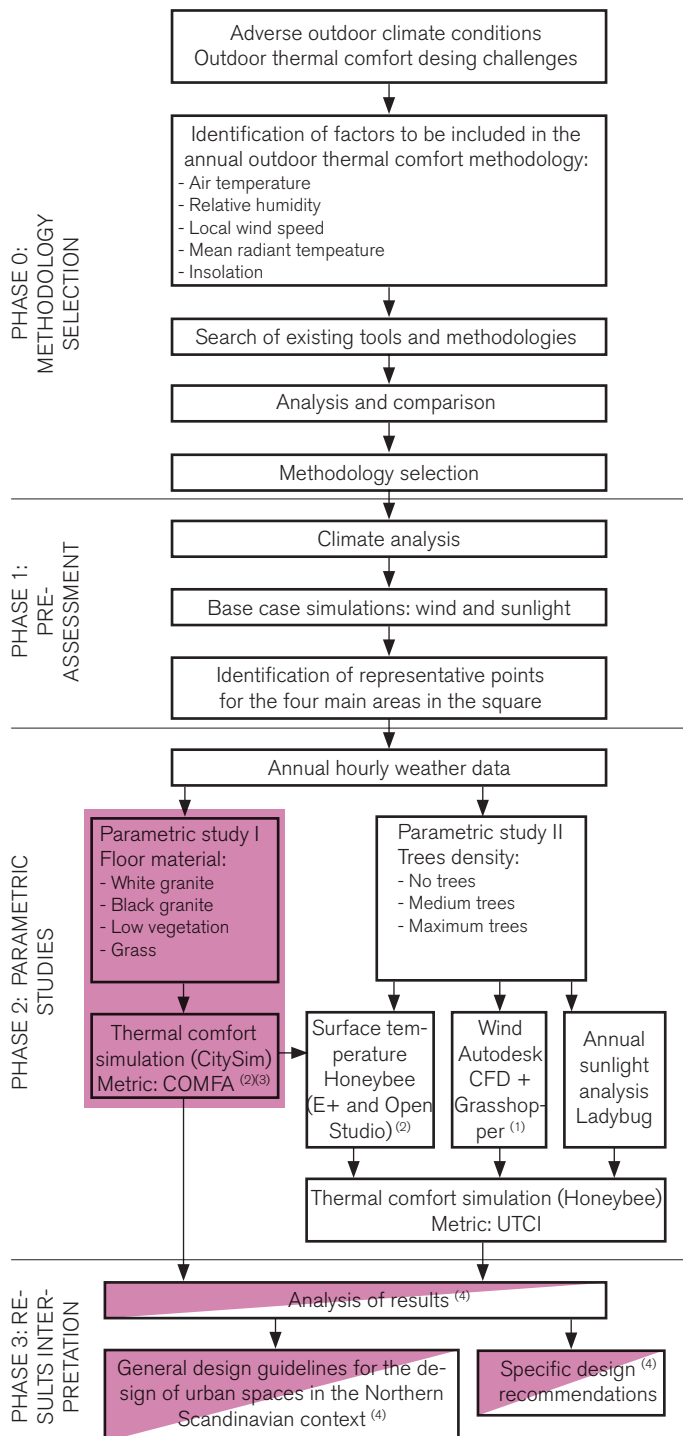 PHASE 0:
METHODOLOGY
SELECTION
Adverse outdoor climate conditions
Outdoor thermal comfort desing challenges
Identification of factors to be included in the
annual outdoor thermal comfort methodology:
- Air temperature
- Relative humidity
- Local wind speed
- Mean radiant tempeature
- Insolation
Search of existing tools and methodologies
Analysis and comparison
Methodology selection
PHASE 1:
PRE-
ASSESSMENT
Climate analysis
Base case simulations: wind and sunlight
Identification of representative points
for the four main areas in the square
PHASE 2: PARAMETRIC
STUDIES
Annual hourly weather data
Parametric study I
Floor material:
- White granite
- Black granite
- Low vegetation
- Grass
Thermal comfort
simulation (CitySim)
Metric: COMFA (2)(3)
Parametric study II
Trees density:
- No trees
- Medium trees
- Maximum trees
Surface tem-
perature
Honeybee
(E+ and Open
Studio) (2)
Wind
Autodesk
CFD +
Grasshop-
per (1)
Annual
sunlight
analysis
Ladybug
Thermal comfort simulation (Honeybee)
Metric: UTCI
PHASE 3: RE-
SULTS INTER-
PRETATION
Analysis of results (4)
General design guidelines for the de-
sign of urban spaces in the Northern
Scandinavian context (4)
Specific design (4)
recommendations